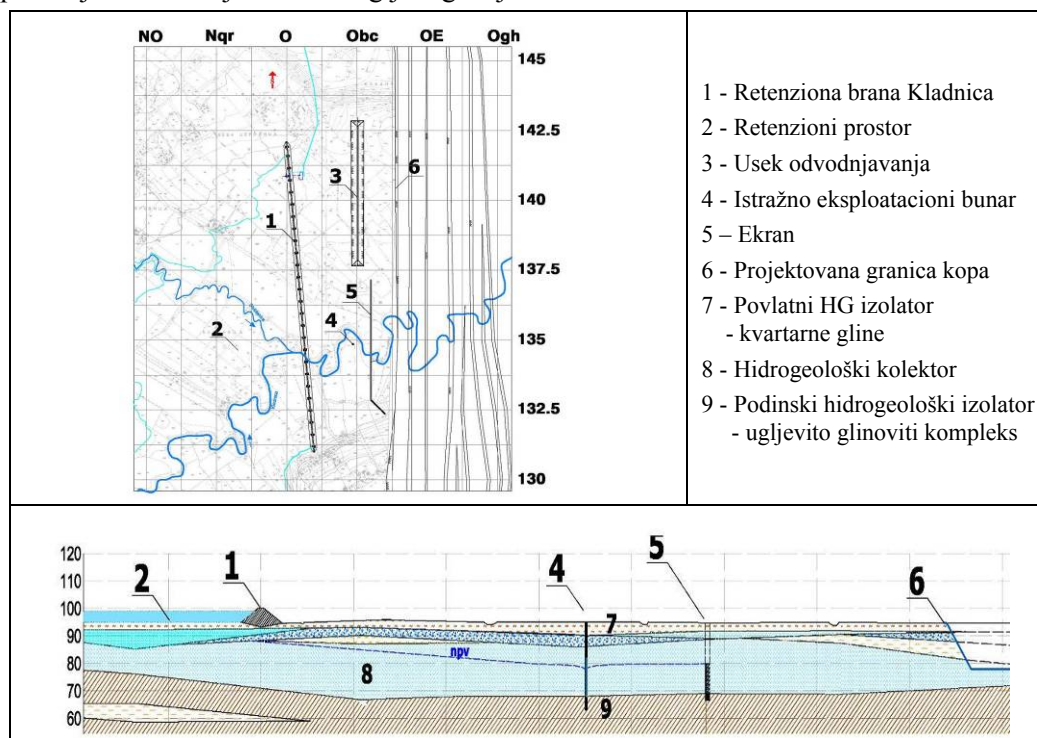 NO Nqr O Obc OE Ogh
145
142.5
140
137.5
135
132.5
130
1
2
3
4
5
6
1 - Retenziona brana Kladnica
2 - Retenzioni prostor
3 - Usek odvodnjavanja
4 - Istražno eksploatacioni bunar
5 – Ekran
6 - Projektovana granica kopa
7 - Povlatni HG izolator
- kvartarne gline
8 - Hidrogeološki kolektor
9 - Podinski hidrogeološki izolator
- ugljevito glinoviti kompleks
120
110
100
90
80
70
60
2
1
4
5
6
7
npv
8
9